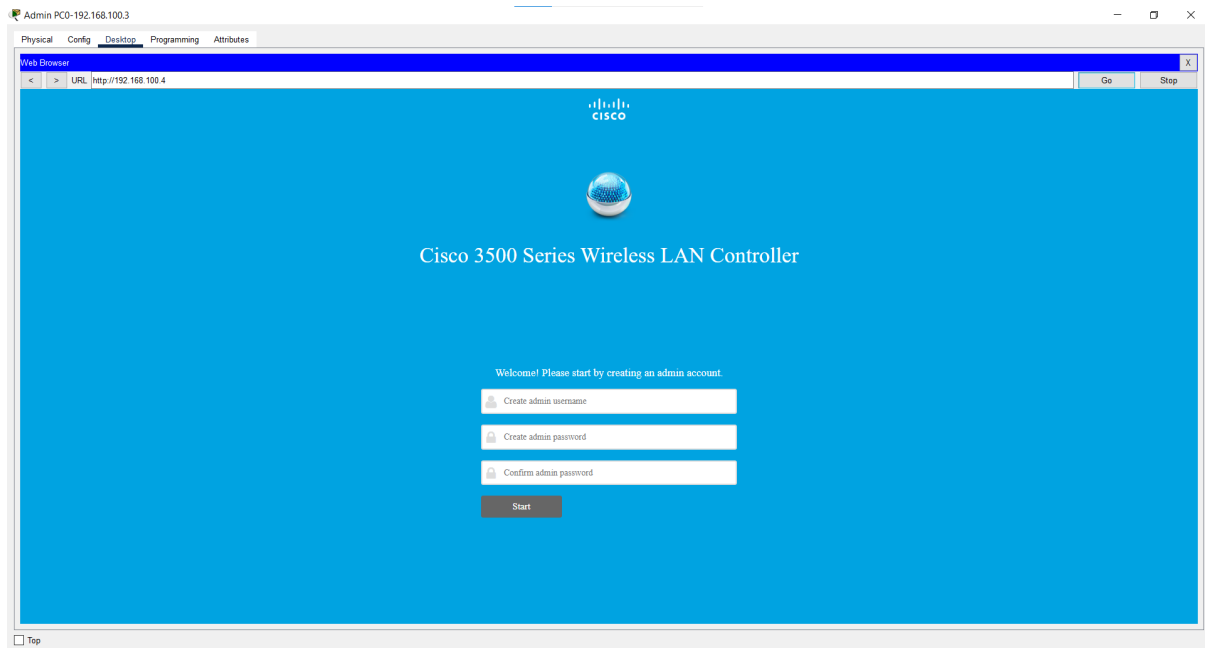 Admin PC0-192.168.100.3
Physical Config Desktop Programming Attributes
Web Browser X
< > URL http://192.168.100.4 Go Stop
CISCO
Cisco 3500 Series Wireless LAN Controller
Welcome! Please start by creating an admin account.
Create admin username
Create admin password
Confirm admin password
Start
Top